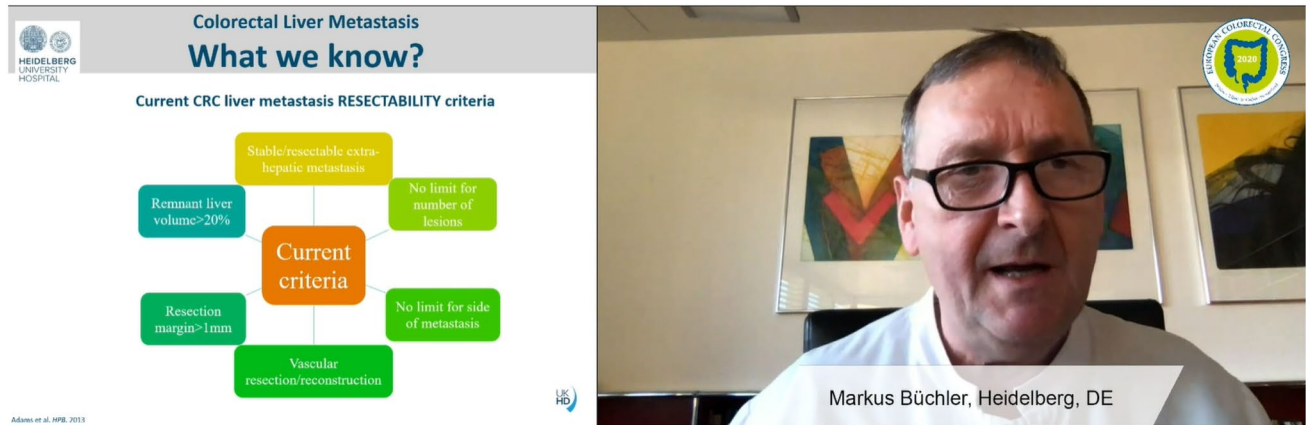 Colorectal Liver Metastasis
What we know?
HEIDELBERG
UNIVERSITY
HOSPITAL
Current CRC liver metastasis RESECTABILITY criteria
Stable/resectable extra-
hepatic metastasis
Remnant liver
volume>20%
No limit for
number of
lesions
Current
criteria
Resection
margin>1mm
No limit for side
of metastasis
Vascular
resection/reconstruction
UK
HD
Adams et al. HPB, 2013
EUROPEAN COLORECTAL CONGRESS
2020
Markus Büchler, Heidelberg, DE